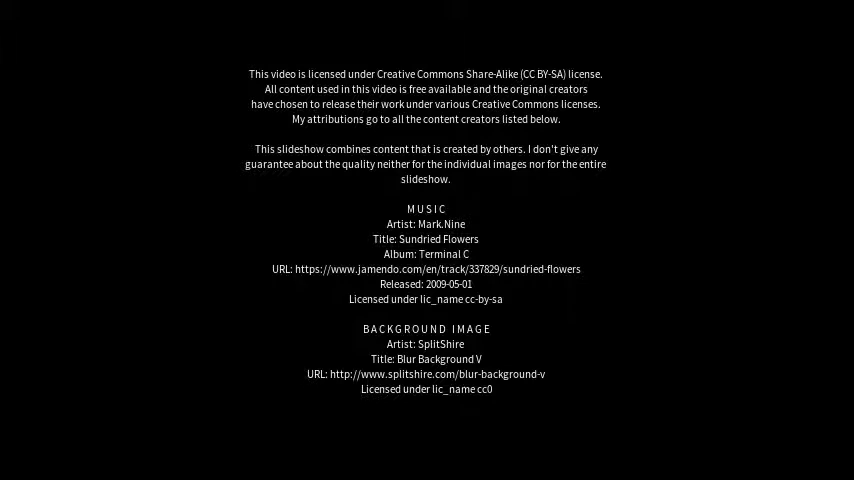 This video is licensed under Creative Commons Share-Alike (CC BY-SA) license.
All content used in this video is free available and the original creators
have chosen to release their work under various Creative Commons licenses.
My attributions go to all the content creators listed below.
This slideshow combines content that is created by others. I don't give any
guarantee about the quality neither for the individual images nor for the entire
slideshow.
MUSIC
Artist: Mark.Nine
Title: Sundried Flowers
Album: Terminal C
URL: https://www.jamendo.com/en/track/337829/sundried-flowers
Released: 2009-05-01
Licensed under lic_name cc-by-sa
BACKGROUND IMAGE
Artist: SplitShire
Title: Blur Background V
URL: http://www.splitshire.com/blur-background-v
Licensed under lic_name cc0